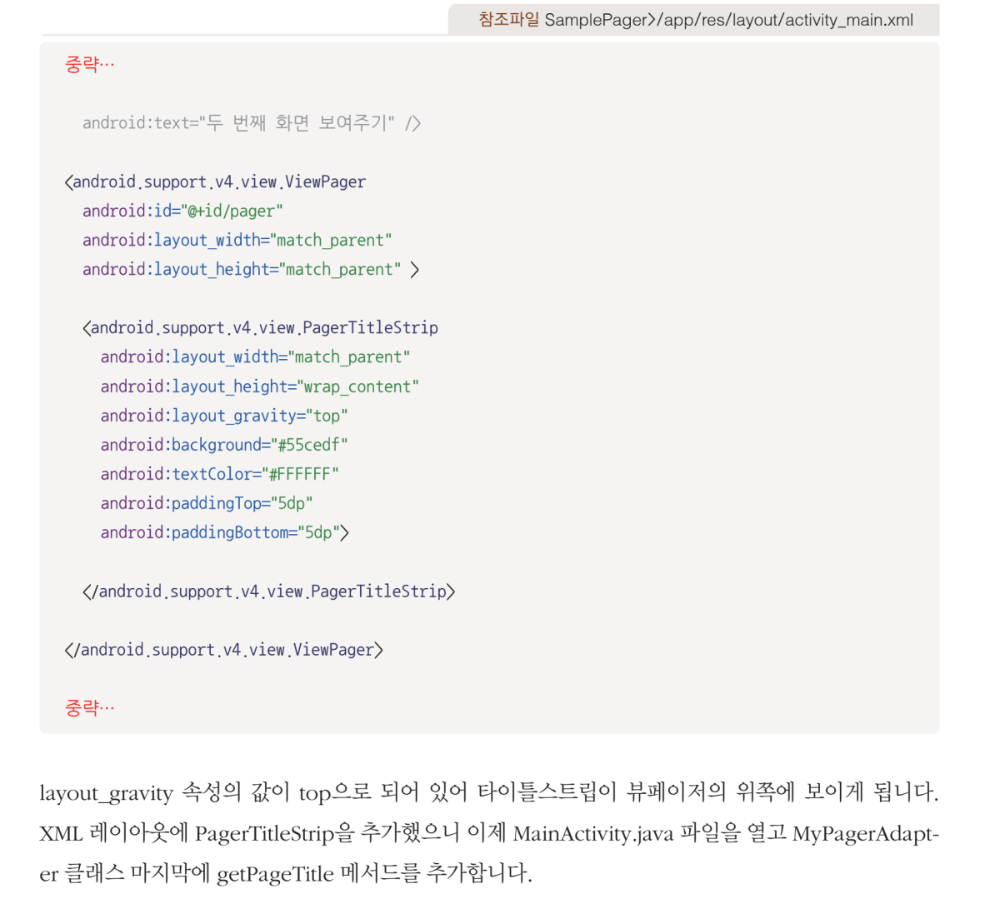 참조파일 SamplePager>/app/res/layout/activity_main.xml
중략…
android:text="두 번째 화면 보여주기" />
<android.support.v4.view.ViewPager
android:id="@+id/pager"
android:layout_width="match_parent"
android:layout_height="match_parent" >
<android.support.v4.view.PagerTitleStrip
android:layout_width="match_parent"
android:layout_height="wrap_content"
android:layout_gravity="top"
android:background="#55cedf"
android:textColor="#FFFFFF"
android:paddingTop="5dp"
android:paddingBottom="5dp">
</android.support.v4.view.PagerTitleStrip>
</android.support.v4.view.ViewPager>
중략…
layout_gravity 속성의 값이 top으로 되어 있어 타이틀스트립이 뷰페이저의 위쪽에 보이게 됩니다.
XML 레이아웃에 PagerTitleStrip을 추가했으니 이제 MainActivity.java 파일을 열고 MyPagerAdapt-
er 클래스 마지막에 getPageTitle 메서드를 추가합니다.